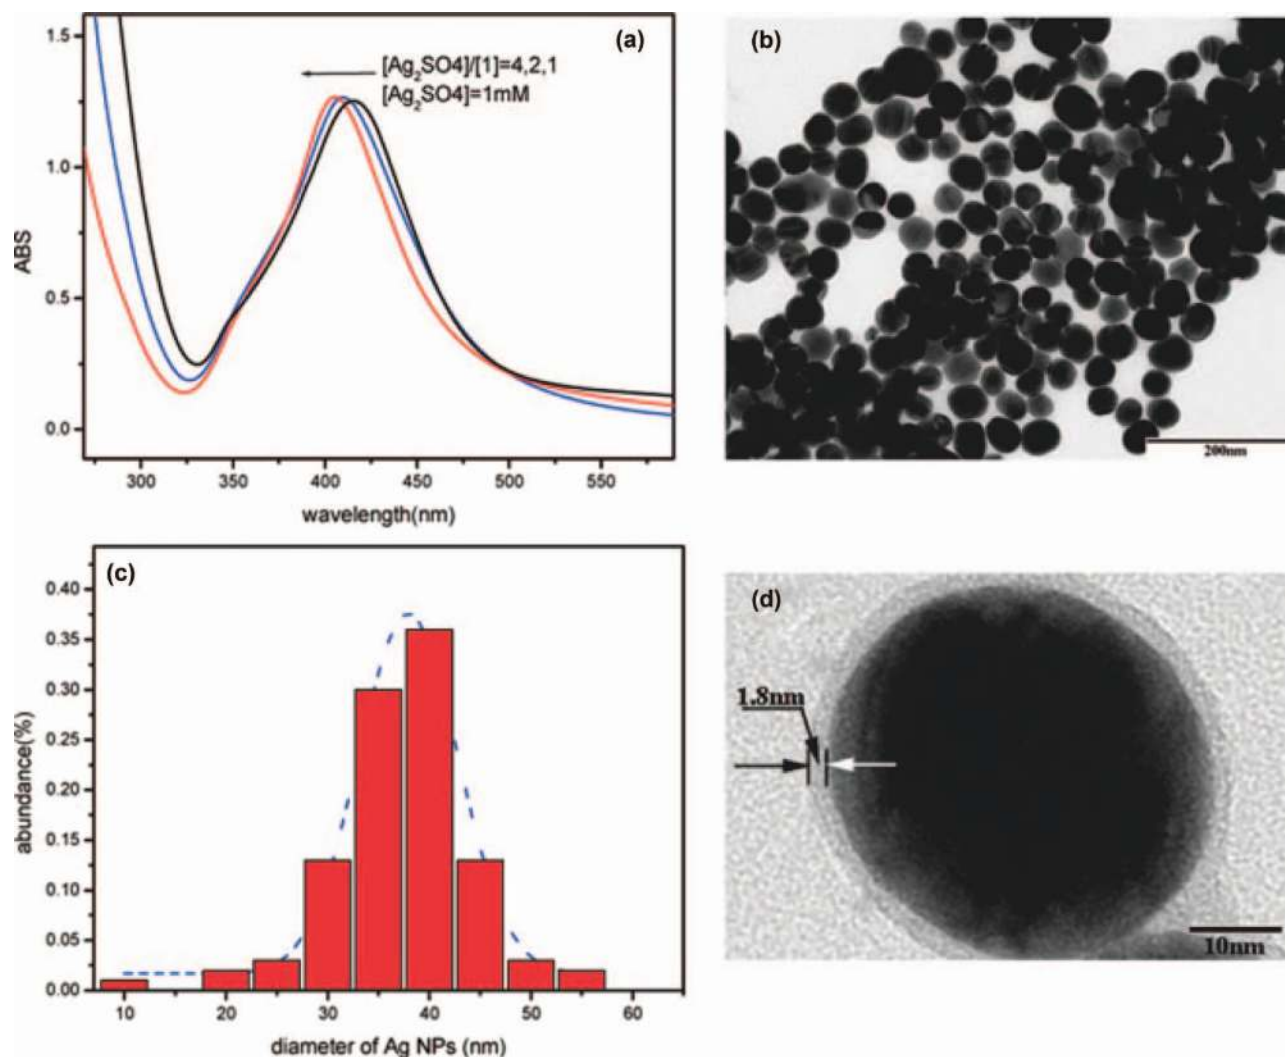 (a)
[Ag₂SO4]/[1]=4,2,1
[Ag₂SO4]=1mM
1.5
1.0
0.5
0.0
ABS
300 350 400 450 500 550
wavelength(nm)
(b)
200nm
(c)
0.40
0.35
0.30
0.25
0.20
0.15
0.10
0.05
0.00
abundance(%)
10 20 30 40 50 60
diameter of Ag NPs (nm)
(d)
1.8nm
10nm